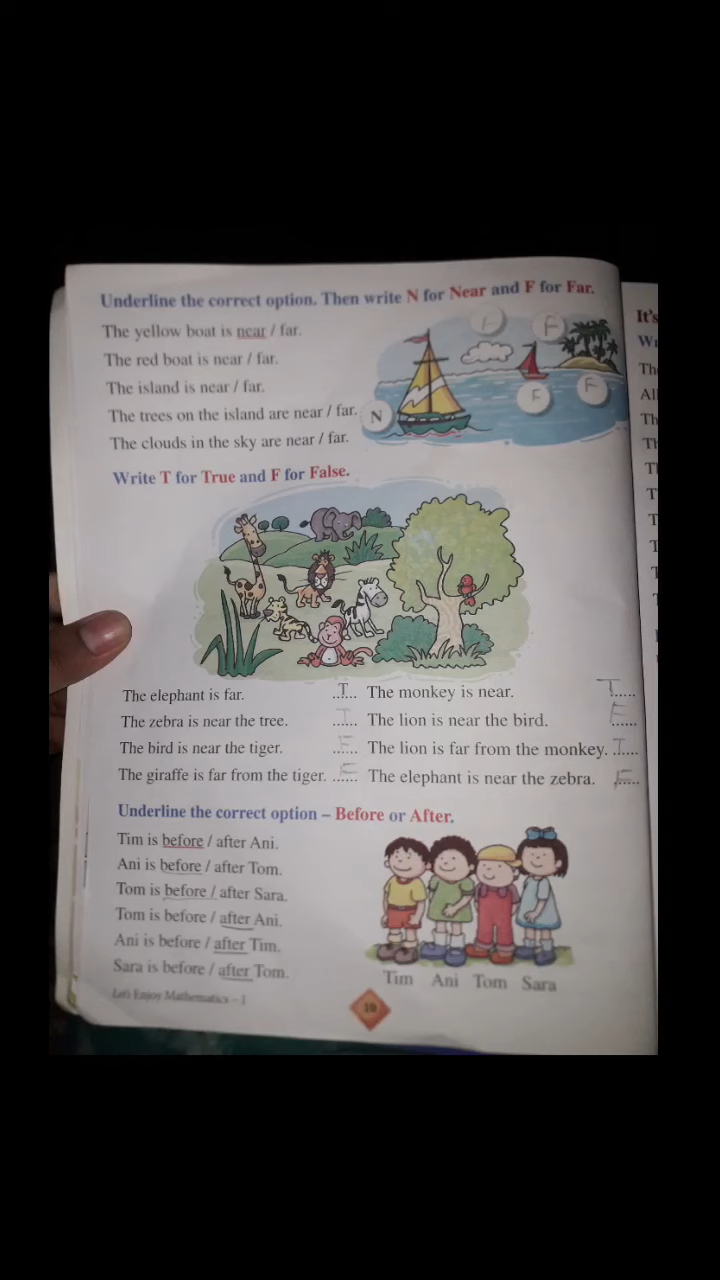 Underline the correct option. Then write N for Near and F for Far.
The yellow boat is near / far.
The red boat is near / far.
The island is near / far.
The trees on the island are near / far.
The clouds in the sky are near / far.
F F
F F
N
Write T for True and F for False.
The elephant is far. ..T... The monkey is near. T.....
The zebra is near the tree. ..T... The lion is near the bird. F
The bird is near the tiger. ..F... The lion is far from the monkey. ..T...
The giraffe is far from the tiger. ..F... The elephant is near the zebra. F.....
Underline the correct option – Before or After.
Tim is before / after Ani.
Ani is before / after Tom.
Tom is before / after Sara.
Tom is before / after Ani.
Ani is before / after Tim.
Sara is before / after Tom.
Tim Ani Tom Sara
Let's Enjoy Mathematics – 1
10
It's